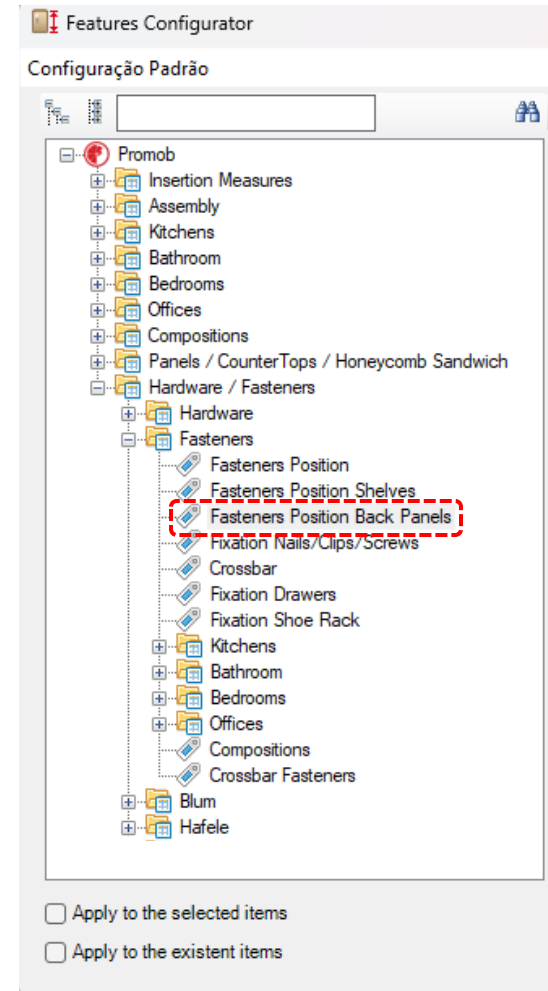 Features Configurator
Configuração Padrão
Promob
Insertion Measures
Assembly
Kitchens
Bathroom
Bedrooms
Offices
Compositions
Panels / CounterTops / Honeycomb Sandwich
Hardware / Fasteners
Hardware
Fasteners
Fasteners Position
Fasteners Position Shelves
Fasteners Position Back Panels
Fixation Nails/Clips/Screws
Crossbar
Fixation Drawers
Fixation Shoe Rack
Kitchens
Bathroom
Bedrooms
Offices
Compositions
Crossbar Fasteners
Blum
Hafele
Apply to the selected items
Apply to the existent items